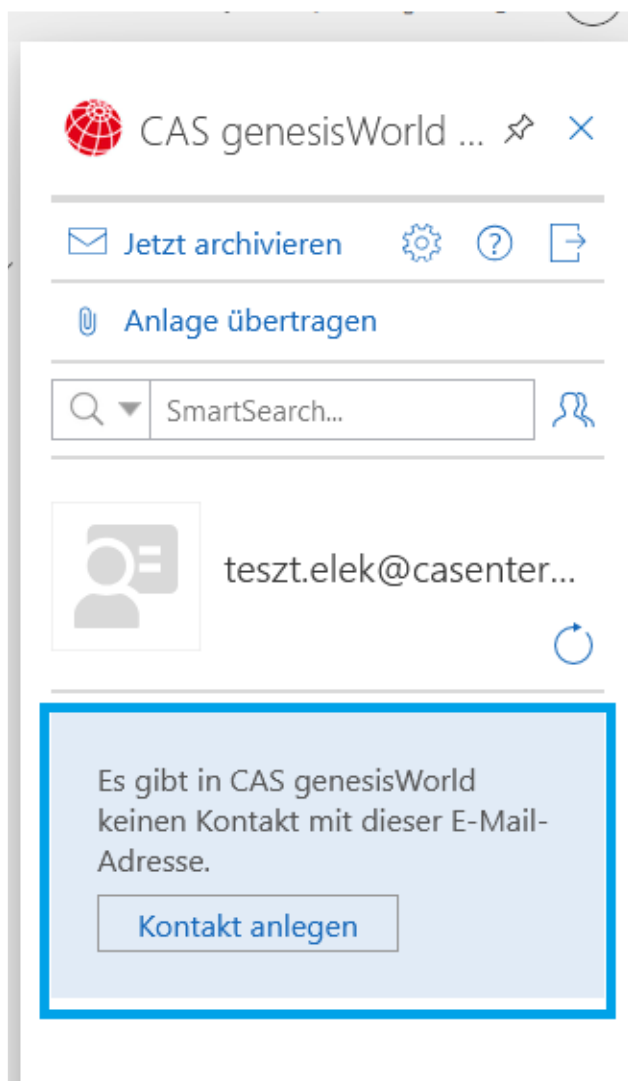 CAS genesisWorld ...
Jetzt archivieren
Anlage übertragen
SmartSearch...
teszt.elek@casenter...
Es gibt in CAS genesisWorld
keinen Kontakt mit dieser E-Mail-
Adresse.
Kontakt anlegen